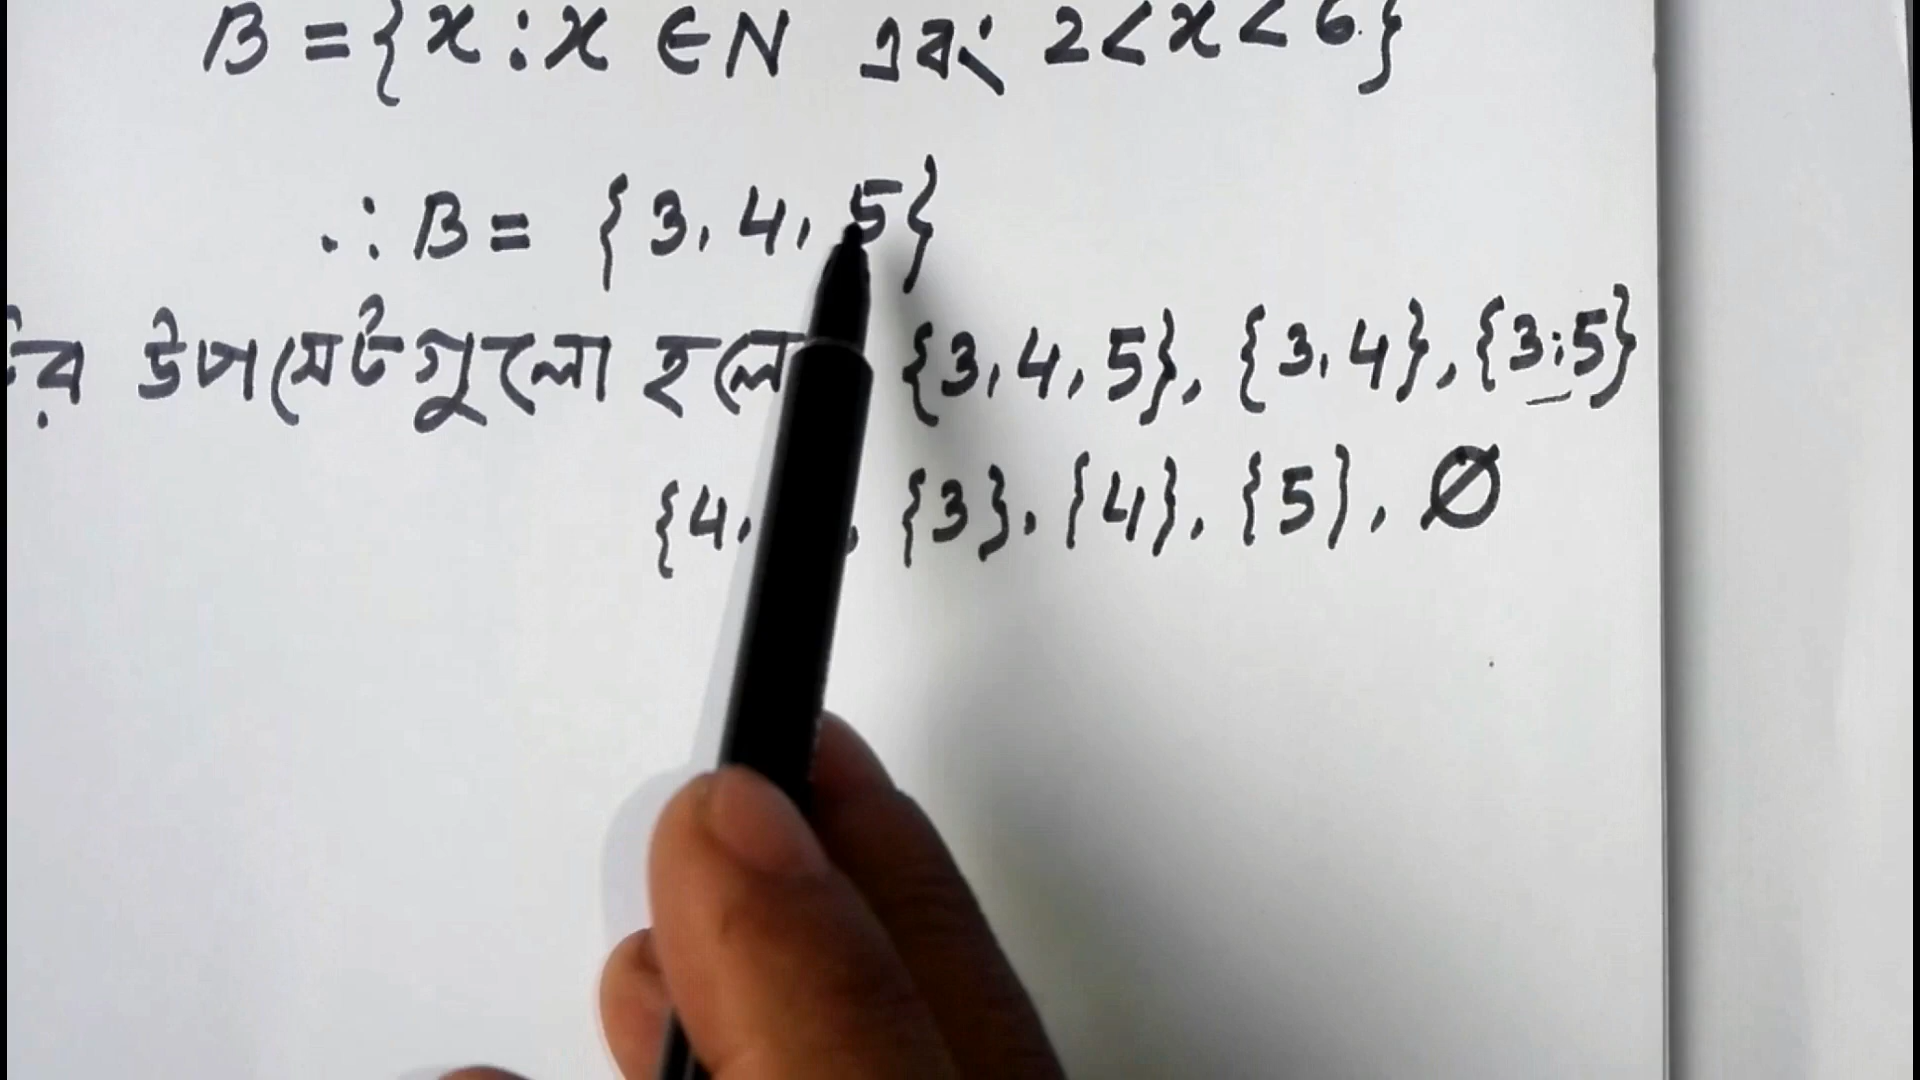 B = {x : x ∈ N এবং 2 < x < 6}
∴ B = {3, 4, 5}
উপসেটগুলো হলো {3, 4, 5}, {3, 4}, {3, 5}
{4, {3}, {4}, {5}, ∅